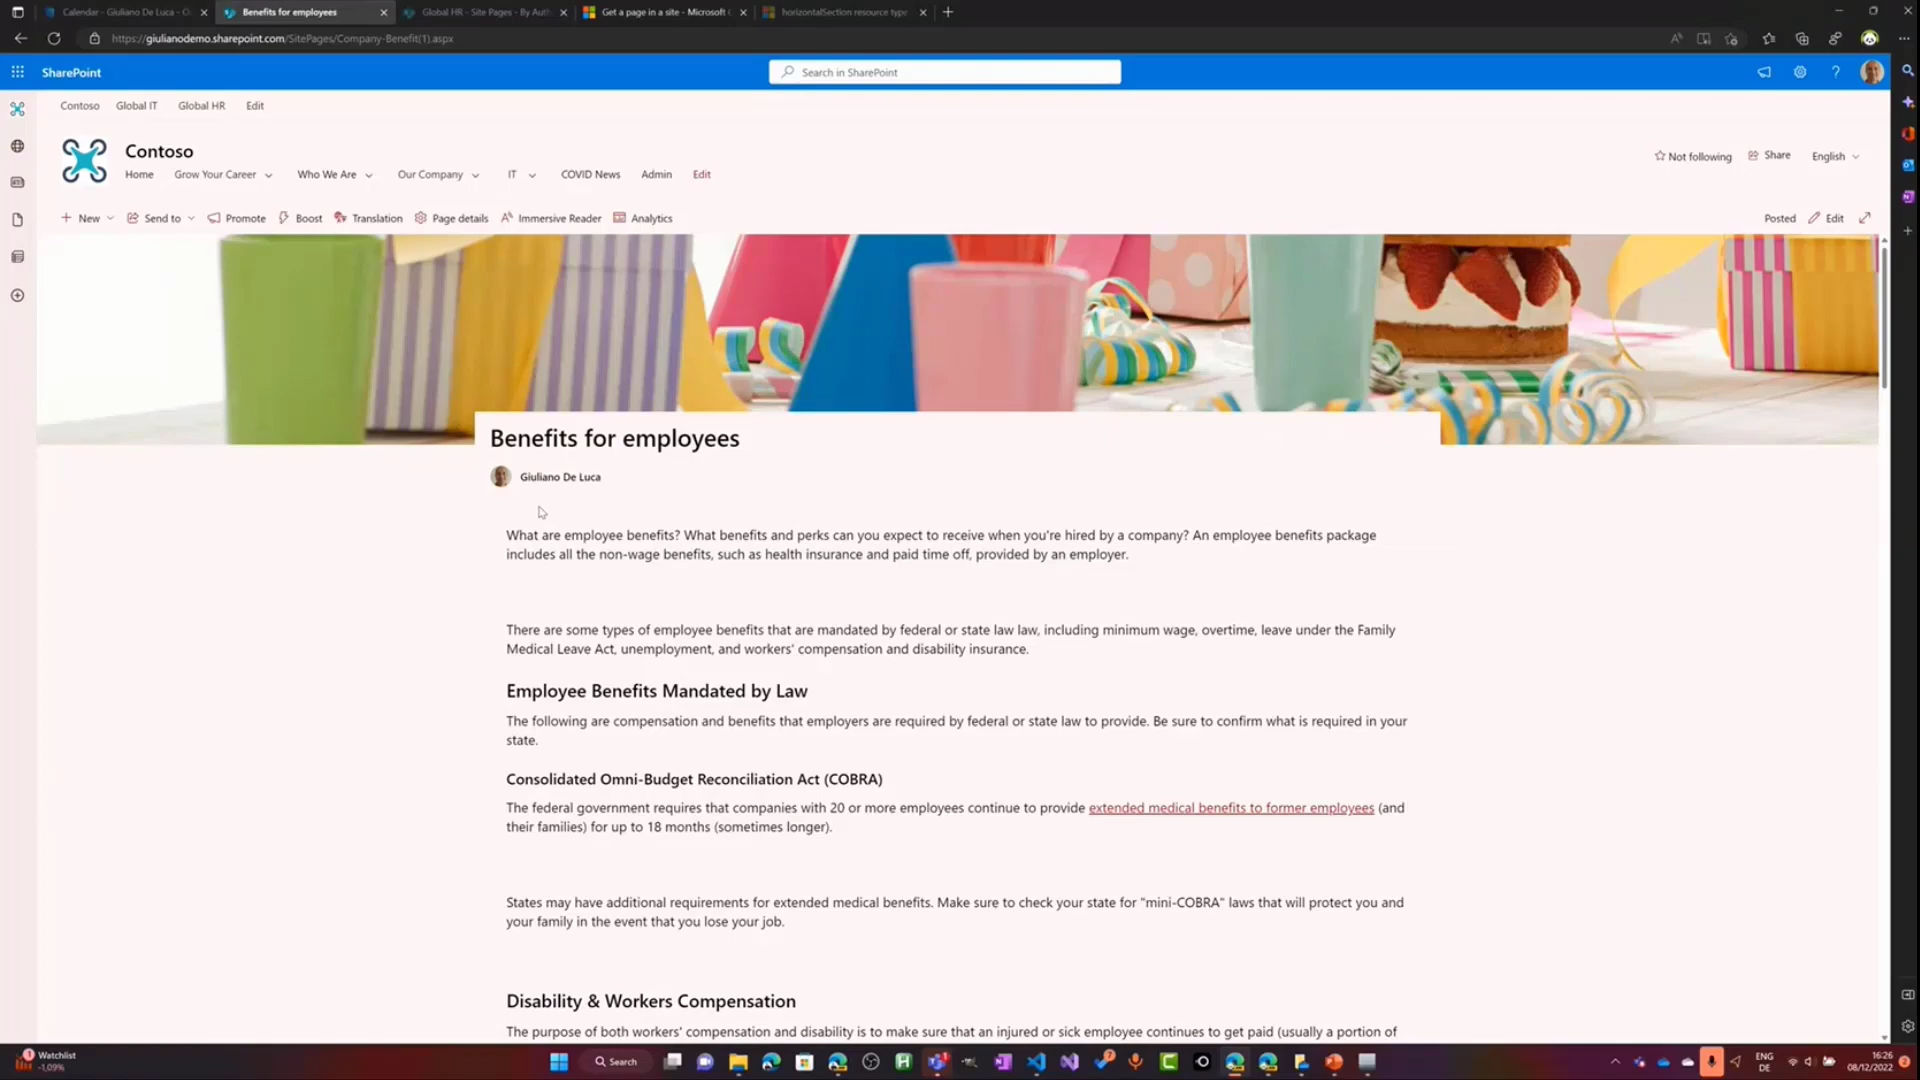 Calendar - Giuliano De Luca - O
Benefits for employees
Global HR - Site Pages - By Auth
Get a page in a site - Microsoft
horizontalSection resource type
https://giulianodemo.sharepoint.com/SitePages/Company-Benefit(1).aspx
SharePoint
Search in SharePoint
Contoso Global IT Global HR Edit
Contoso
Not following Share English
Home Grow Your Career Who We Are Our Company IT COVID News Admin Edit
New Send to Promote Boost Translation Page details Immersive Reader Analytics
Posted Edit
Benefits for employees
Giuliano De Luca
What are employee benefits? What benefits and perks can you expect to receive when you're hired by a company? An employee benefits package
includes all the non-wage benefits, such as health insurance and paid time off, provided by an employer.
There are some types of employee benefits that are mandated by federal or state law law, including minimum wage, overtime, leave under the Family
Medical Leave Act, unemployment, and workers' compensation and disability insurance.
Employee Benefits Mandated by Law
The following are compensation and benefits that employers are required by federal or state law to provide. Be sure to confirm what is required in your
state.
Consolidated Omni-Budget Reconciliation Act (COBRA)
The federal government requires that companies with 20 or more employees continue to provide extended medical benefits to former employees (and
their families) for up to 18 months (sometimes longer).
States may have additional requirements for extended medical benefits. Make sure to check your state for "mini-COBRA" laws that will protect you and
your family in the event that you lose your job.
Disability & Workers Compensation
The purpose of both workers' compensation and disability is to make sure that an injured or sick employee continues to get paid (usually a portion of
Watchlist
-1,09%
Search
ENG
DE
16:26
08/12/2022